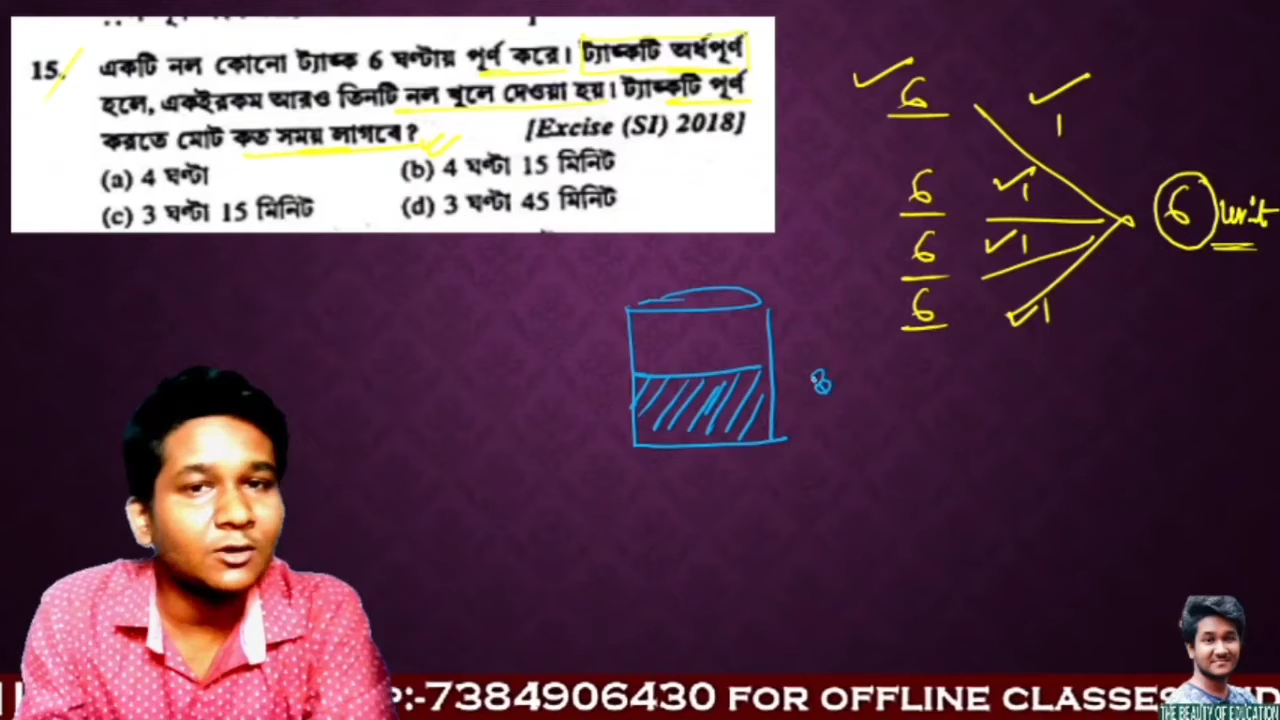 15. একটি নল কোনো ট্যাঙ্ক 6 ঘণ্টায় পূর্ণ করে। ট্যাঙ্কটি অর্ধপূর্ণ
হলে, একইরকম আরও তিনটি নল খুলে দেওয়া হয়। ট্যাঙ্কটি পূর্ণ
করতে মোট কত সময় লাগবে? [Excise (SI) 2018]
(a) 4 ঘণ্টা (b) 4 ঘণ্টা 15 মিনিট
(c) 3 ঘণ্টা 15 মিনিট (d) 3 ঘণ্টা 45 মিনিট
6 1
6 1
6 1
6 1
6 unit
P:-7384906430 FOR OFFLINE CLASSES
THE BEAUTY OF EDUCATION